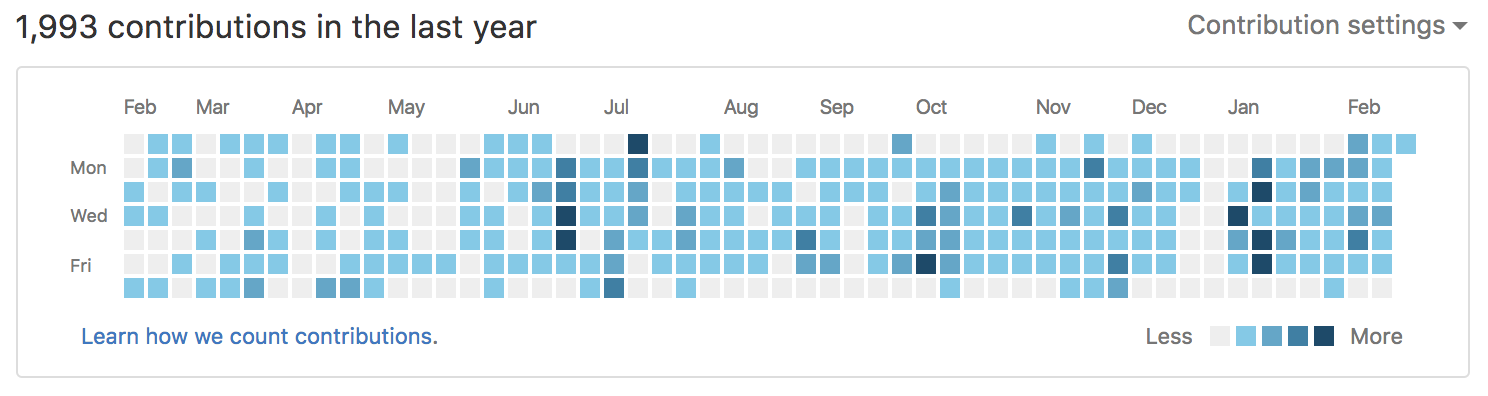 1,993 contributions in the last year
Contribution settings
Feb Mar Apr May Jun Jul Aug Sep Oct Nov Dec Jan Feb
Mon
Wed
Fri
Learn how we count contributions.
Less More